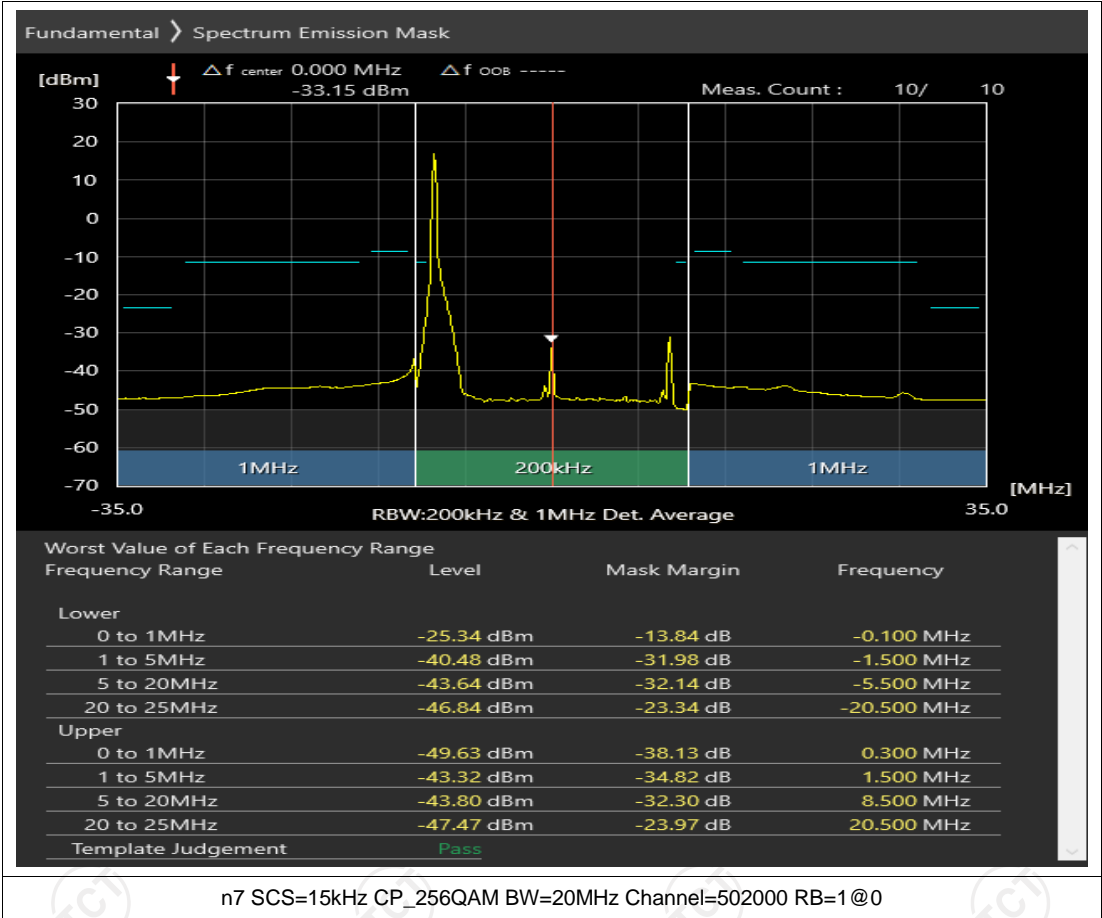 Fundamental ❯ Spectrum Emission Mask
[dBm] △f center 0.000 MHz △f OOB -----
-33.15 dBm Meas. Count : 10/ 10
30
20
10
0
-10
-20
-30
-40
-50
-60
1MHz 200kHz 1MHz
-70 [MHz]
-35.0 RBW:200kHz & 1MHz Det. Average 35.0
Worst Value of Each Frequency Range
Frequency Range Level Mask Margin Frequency
Lower
0 to 1MHz -25.34 dBm -13.84 dB -0.100 MHz
1 to 5MHz -40.48 dBm -31.98 dB -1.500 MHz
5 to 20MHz -43.64 dBm -32.14 dB -5.500 MHz
20 to 25MHz -46.84 dBm -23.34 dB -20.500 MHz
Upper
0 to 1MHz -49.63 dBm -38.13 dB 0.300 MHz
1 to 5MHz -43.32 dBm -34.82 dB 1.500 MHz
5 to 20MHz -43.80 dBm -32.30 dB 8.500 MHz
20 to 25MHz -47.47 dBm -23.97 dB 20.500 MHz
Template Judgement Pass
n7 SCS=15kHz CP_256QAM BW=20MHz Channel=502000 RB=1@0
TCT TCT TCT TCT